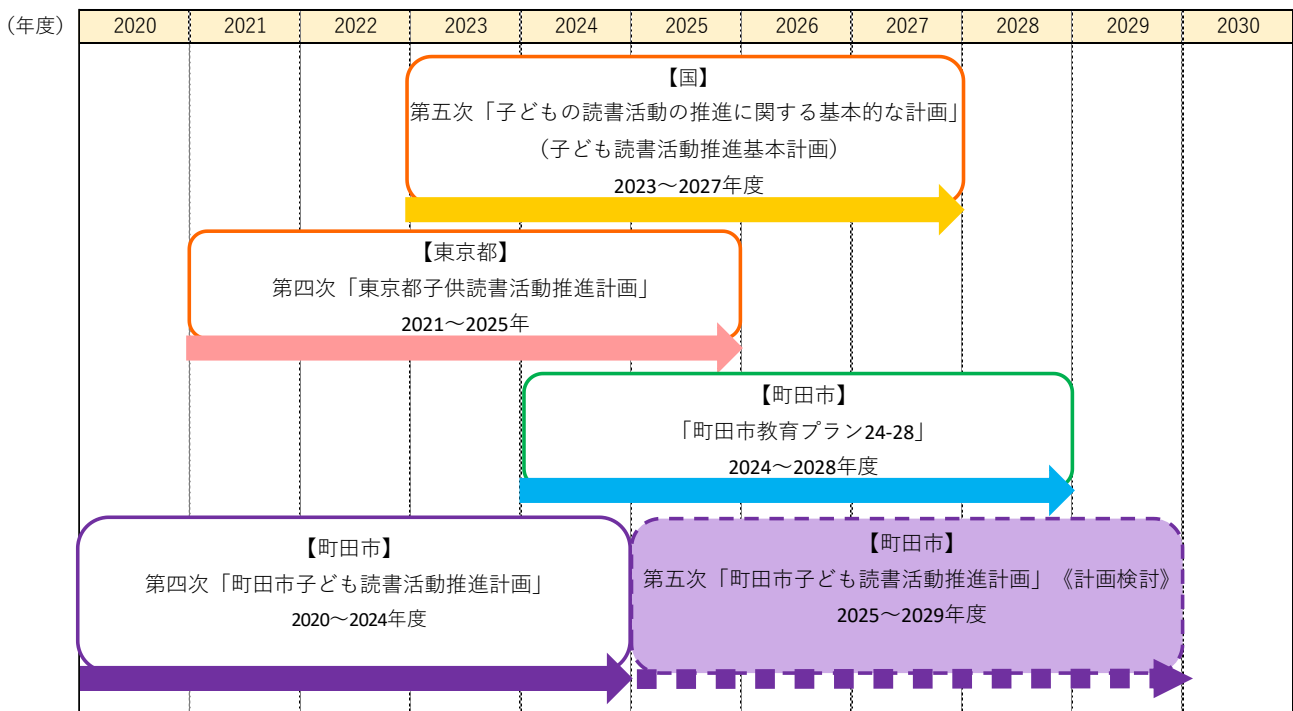 (年度) 2020 2021 2022 2023 2024 2025 2026 2027 2028 2029 2030
【国】
第五次「子どもの読書活動の推進に関する基本的な計画」
(子ども読書活動推進基本計画)
2023~2027年度
【東京都】
第四次「東京都子供読書活動推進計画」
2021~2025年
【町田市】
「町田市教育プラン24-28」
2024~2028年度
【町田市】
第四次「町田市子ども読書活動推進計画」
2020~2024年度
【町田市】
第五次「町田市子ども読書活動推進計画」《計画検討》
2025~2029年度